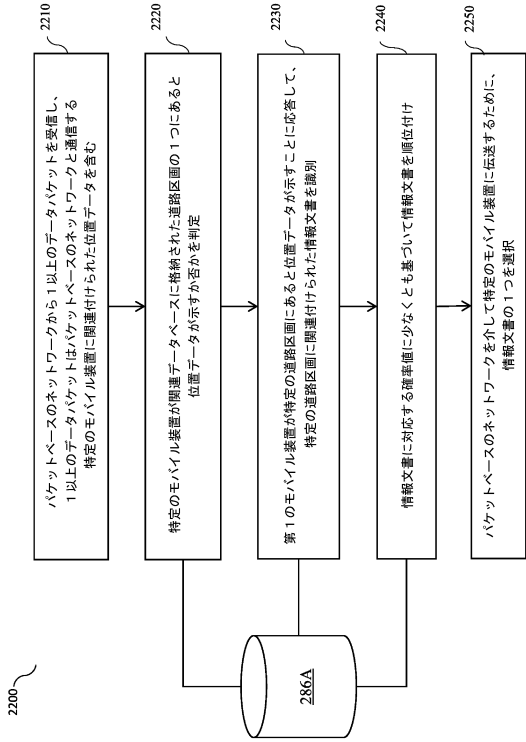 2200
2210
パケットベースのネットワークから１以上のデータパケットを受信し、
１以上のデータパケットはパケットベースのネットワークと通信する
特定のモバイル装置に関連付けられた位置データを含む
2220
特定のモバイル装置が関連データベースに格納された道路区画の１つにあると
位置データが示すか否かを判定
2230
第１のモバイル装置が特定の道路区画にあると位置データが示すことに応答して、
特定の道路区画に関連付けられた情報文書を識別
2240
情報文書に対応する確率値に少なくとも基づいて情報文書を順位付け
2250
パケットベースのネットワークを介して特定のモバイル装置に伝送するために、
情報文書の１つを選択
286A